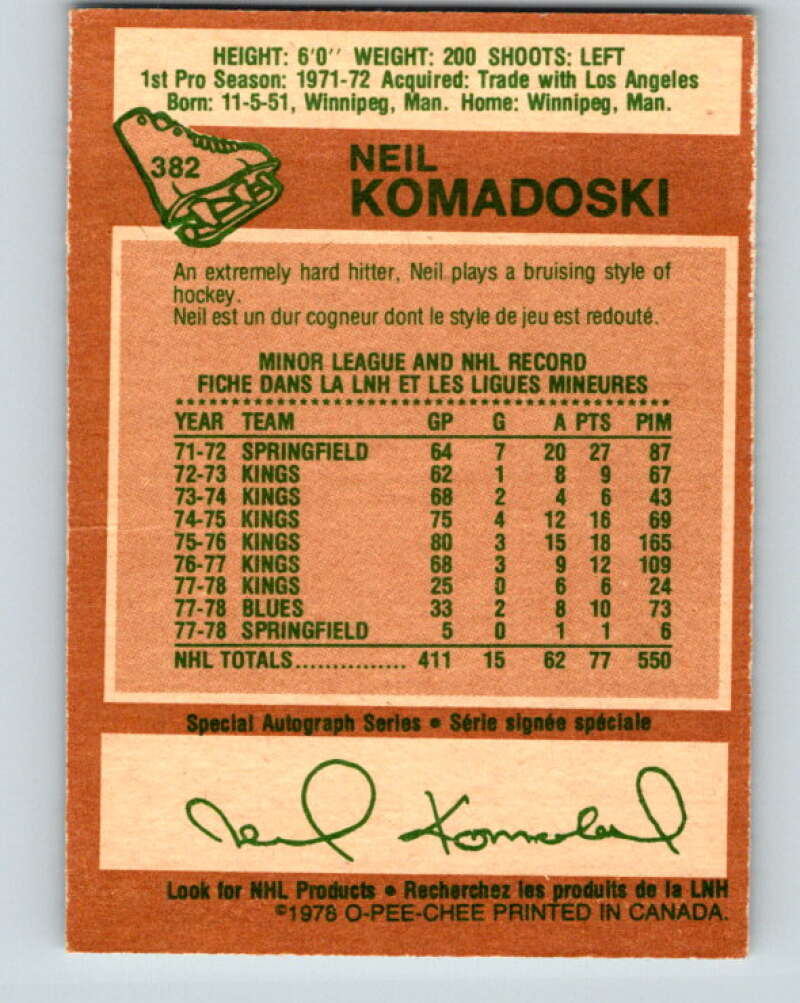 HEIGHT: 6'0'' WEIGHT: 200 SHOOTS: LEFT
1st Pro Season: 1971-72 Acquired: Trade with Los Angeles
Born: 11-5-51, Winnipeg, Man. Home: Winnipeg, Man.
382
NEIL
KOMADOSKI
An extremely hard hitter, Neil plays a bruising style of
hockey.
Neil est un dur cogneur dont le style de jeu est redouté.
MINOR LEAGUE AND NHL RECORD
FICHE DANS LA LNH ET LES LIGUES MINEURES
YEAR TEAM GP G A PTS PIM
71-72 SPRINGFIELD 64 7 20 27 87
72-73 KINGS 62 1 8 9 67
73-74 KINGS 68 2 4 6 43
74-75 KINGS 75 4 12 16 69
75-76 KINGS 80 3 15 18 165
76-77 KINGS 68 3 9 12 109
77-78 KINGS 25 0 6 6 24
77-78 BLUES 33 2 8 10 73
77-78 SPRINGFIELD 5 0 1 1 6
NHL TOTALS............... 411 15 62 77 550
Special Autograph Series • Série signée spéciale
Neil Komadoski
Look for NHL Products • Recherchez les produits de la LNH
©1978 O-PEE-CHEE PRINTED IN CANADA.